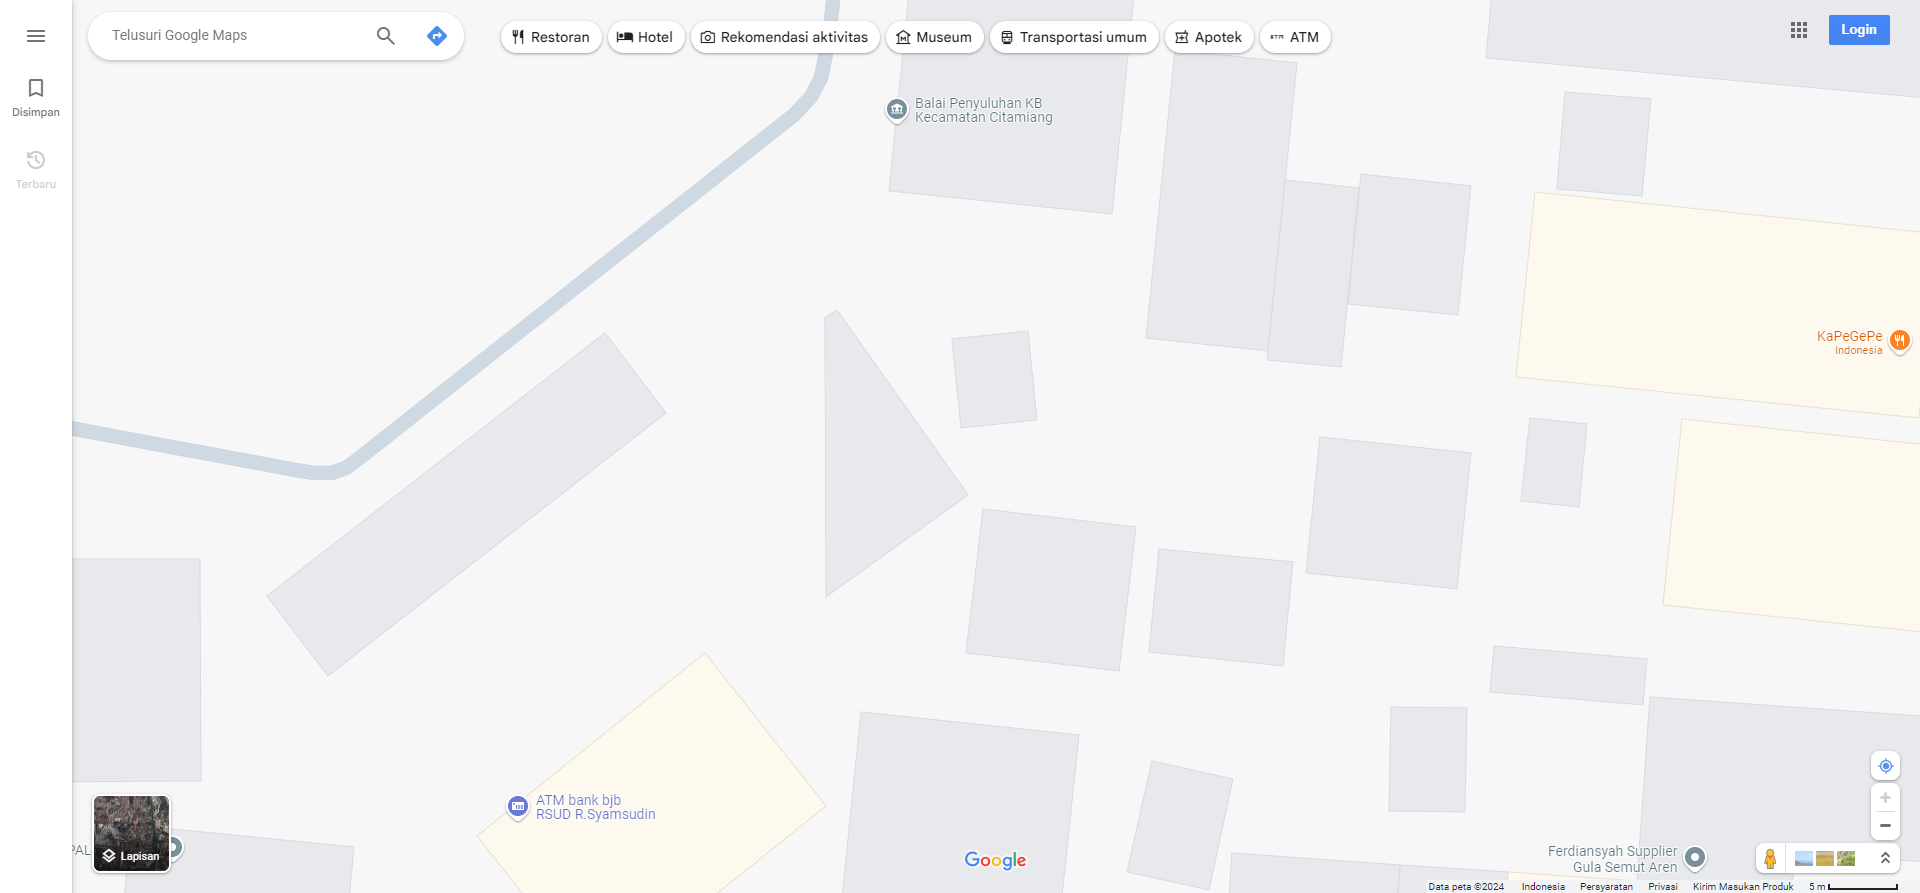 Telusuri Google Maps
Restoran
Hotel
Rekomendasi aktivitas
Museum
Transportasi umum
Apotek
ATM
Login
Disimpan
Terbaru
Balai Penyuluhan KB
Kecamatan Citamiang
KaPeGePe
Indonesia
ATM bank bjb
RSUD R.Syamsudin
PAL
Lapisan
Google
Ferdiansyah Supplier
Gula Semut Aren
Data peta ©2024
Indonesia
Persyaratan
Privasi
Kirim Masukan Produk
5 m